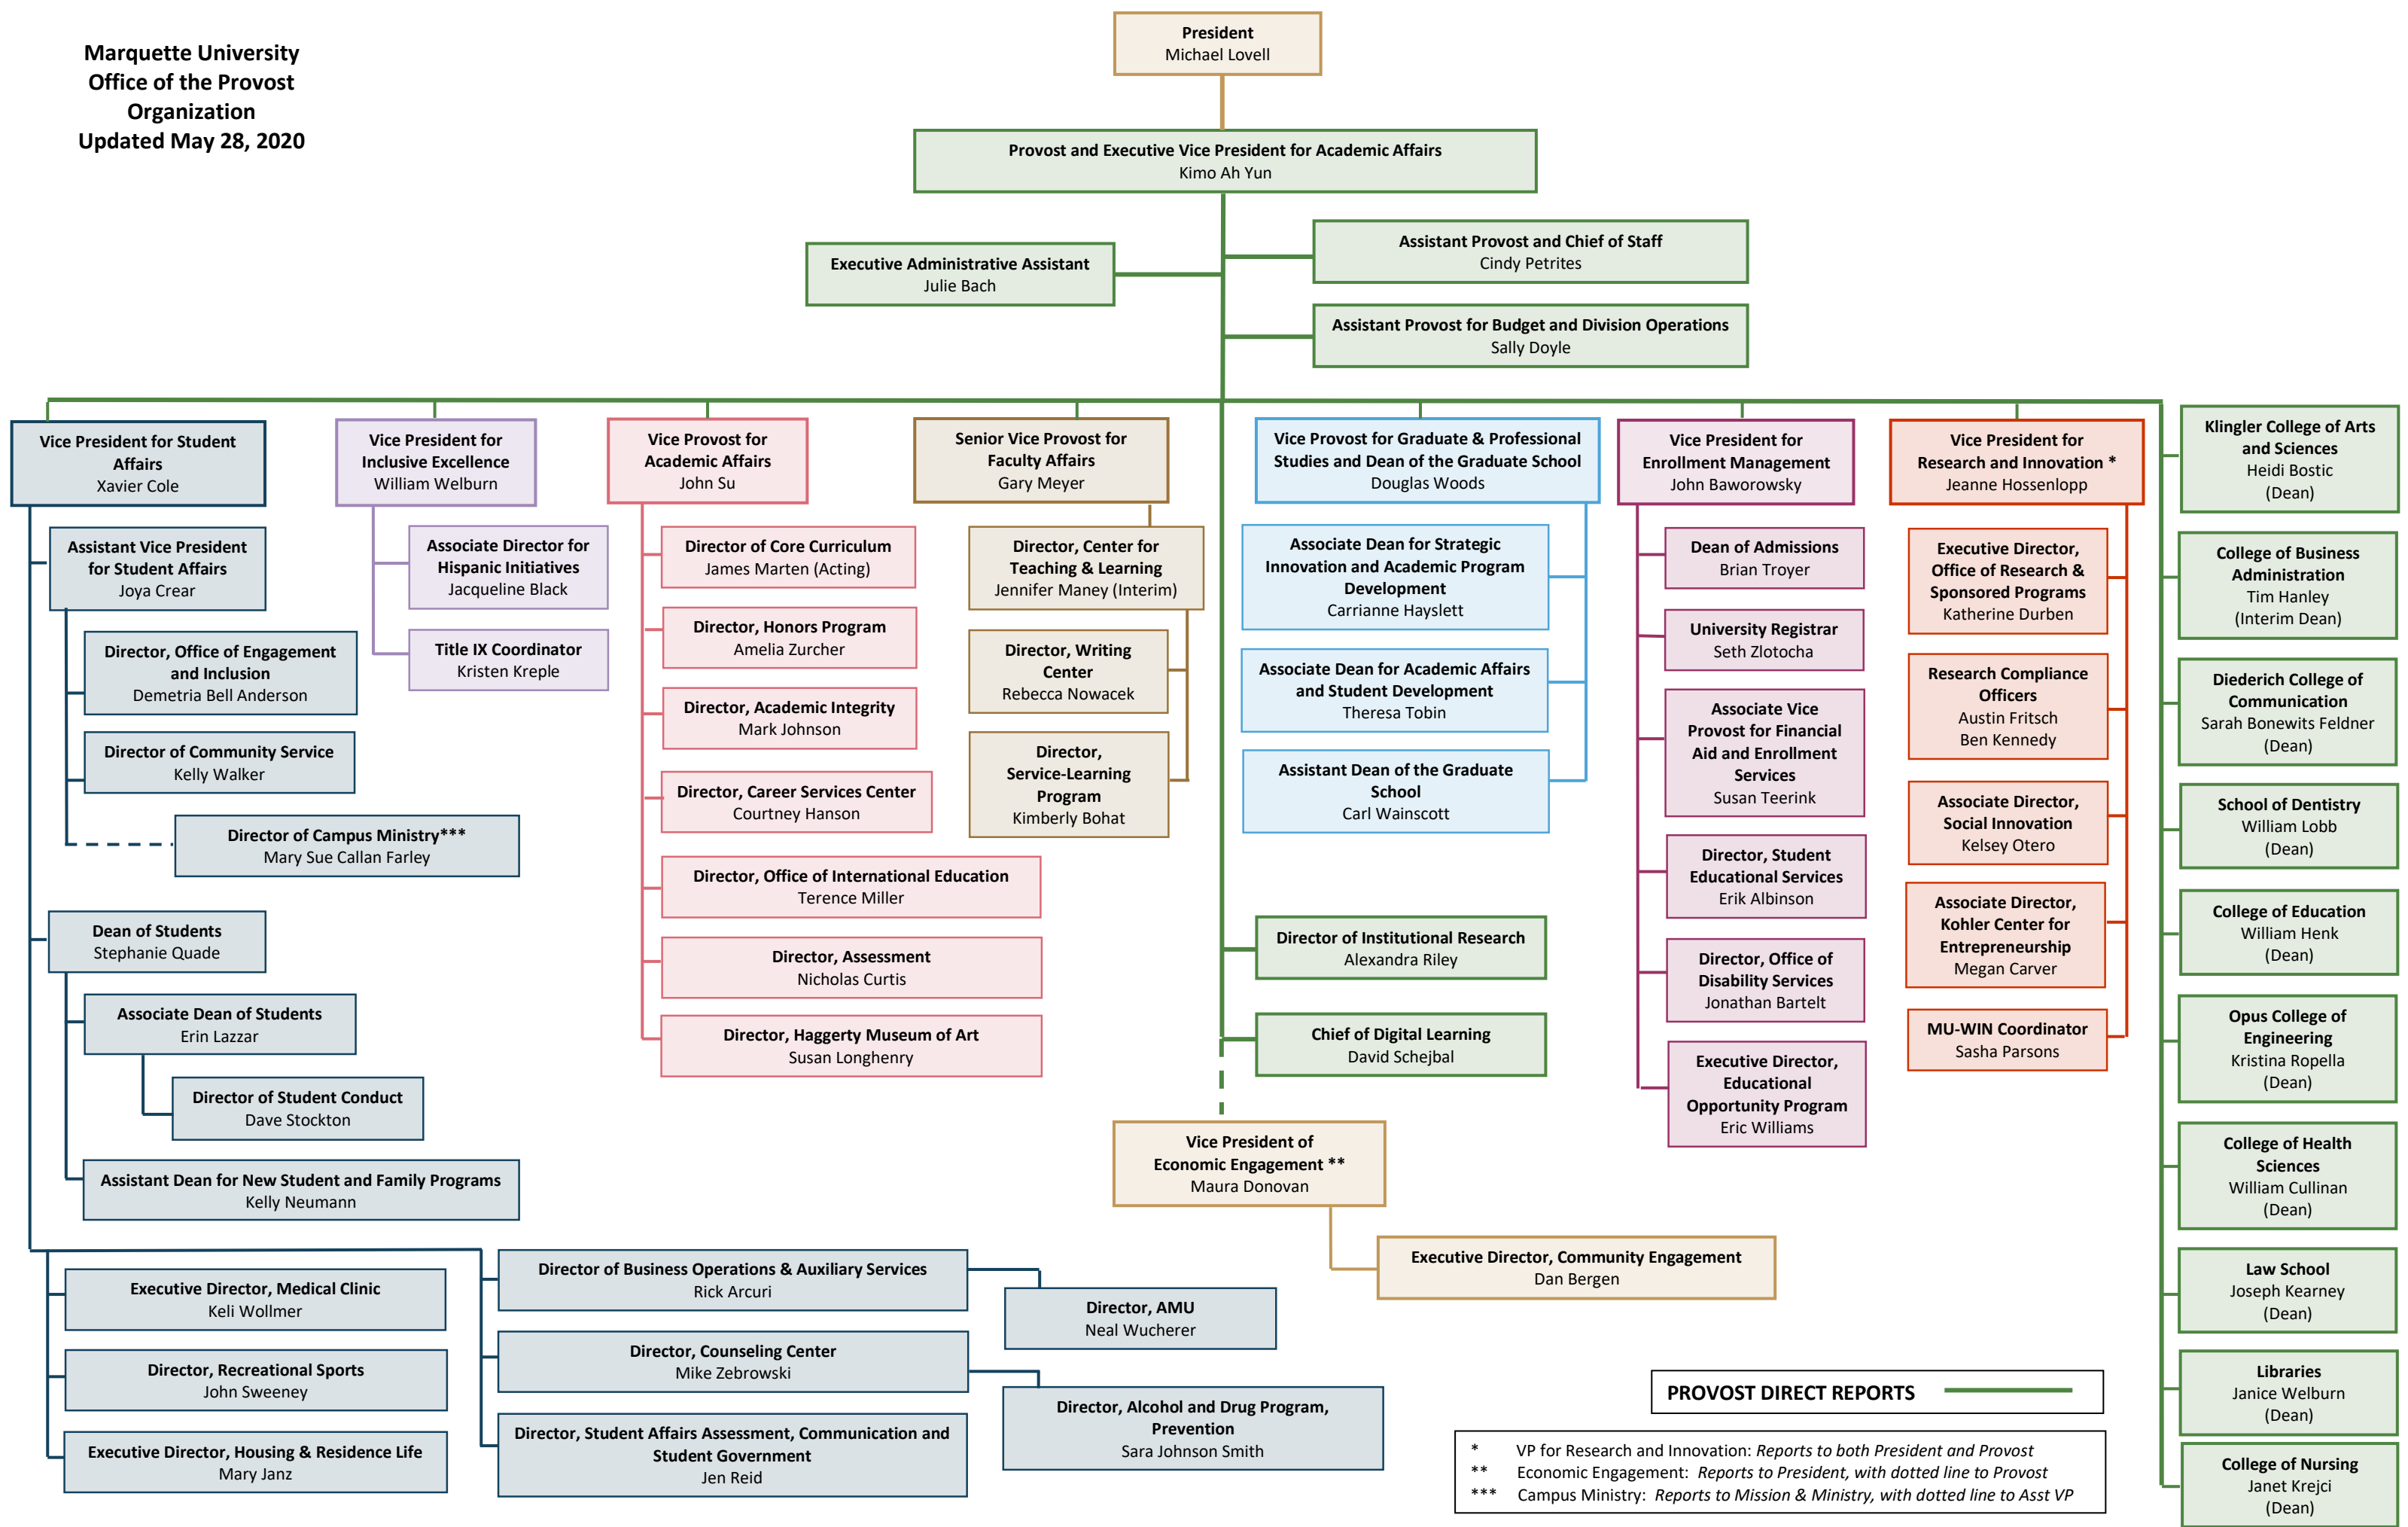 Marquette University
Office of the Provost
Organization
Updated May 28, 2020
President
Michael Lovell
Provost and Executive Vice President for Academic Affairs
Kimo Ah Yun
Executive Administrative Assistant
Julie Bach
Assistant Provost and Chief of Staff
Cindy Petrites
Assistant Provost for Budget and Division Operations
Sally Doyle
Vice President for Student
Affairs
Xavier Cole
Assistant Vice President
for Student Affairs
Joya Crear
Director, Office of Engagement
and Inclusion
Demetria Bell Anderson
Director of Community Service
Kelly Walker
Director of Campus Ministry***
Mary Sue Callan Farley
Dean of Students
Stephanie Quade
Associate Dean of Students
Erin Lazzar
Director of Student Conduct
Dave Stockton
Assistant Dean for New Student and Family Programs
Kelly Neumann
Executive Director, Medical Clinic
Keli Wollmer
Director, Recreational Sports
John Sweeney
Executive Director, Housing & Residence Life
Mary Janz
Director of Business Operations & Auxiliary Services
Rick Arcuri
Director, AMU
Neal Wucherer
Director, Counseling Center
Mike Zebrowski
Director, Alcohol and Drug Program,
Prevention
Sara Johnson Smith
Director, Student Affairs Assessment, Communication and
Student Government
Jen Reid
Vice President for
Inclusive Excellence
William Welburn
Associate Director for
Hispanic Initiatives
Jacqueline Black
Title IX Coordinator
Kristen Kreple
Vice Provost for
Academic Affairs
John Su
Director of Core Curriculum
James Marten (Acting)
Director, Honors Program
Amelia Zurcher
Director, Academic Integrity
Mark Johnson
Director, Career Services Center
Courtney Hanson
Director, Office of International Education
Terence Miller
Director, Assessment
Nicholas Curtis
Director, Haggerty Museum of Art
Susan Longhenry
Senior Vice Provost for
Faculty Affairs
Gary Meyer
Director, Center for
Teaching & Learning
Jennifer Maney (Interim)
Director, Writing
Center
Rebecca Nowacek
Director,
Service-Learning
Program
Kimberly Bohat
Vice Provost for Graduate & Professional
Studies and Dean of the Graduate School
Douglas Woods
Associate Dean for Strategic
Innovation and Academic Program
Development
Carrianne Hayslett
Associate Dean for Academic Affairs
and Student Development
Theresa Tobin
Assistant Dean of the Graduate
School
Carl Wainscott
Director of Institutional Research
Alexandra Riley
Chief of Digital Learning
David Schejbal
Vice President of
Economic Engagement **
Maura Donovan
Executive Director, Community Engagement
Dan Bergen
Vice President for
Enrollment Management
John Baworowsky
Dean of Admissions
Brian Troyer
University Registrar
Seth Zlotocha
Associate Vice
Provost for Financial
Aid and Enrollment
Services
Susan Teerink
Director, Student
Educational Services
Erik Albinson
Director, Office of
Disability Services
Jonathan Bartelt
Executive Director,
Educational
Opportunity Program
Eric Williams
Vice President for
Research and Innovation *
Jeanne Hossenlopp
Executive Director,
Office of Research &
Sponsored Programs
Katherine Durben
Research Compliance
Officers
Austin Fritsch
Ben Kennedy
Associate Director,
Social Innovation
Kelsey Otero
Associate Director,
Kohler Center for
Entrepreneurship
Megan Carver
MU-WIN Coordinator
Sasha Parsons
Klingler College of Arts
and Sciences
Heidi Bostic
(Dean)
College of Business
Administration
Tim Hanley
(Interim Dean)
Diederich College of
Communication
Sarah Bonewits Feldner
(Dean)
School of Dentistry
William Lobb
(Dean)
College of Education
William Henk
(Dean)
Opus College of
Engineering
Kristina Ropella
(Dean)
College of Health
Sciences
William Cullinan
(Dean)
Law School
Joseph Kearney
(Dean)
Libraries
Janice Welburn
(Dean)
College of Nursing
Janet Krejci
(Dean)
PROVOST DIRECT REPORTS
* VP for Research and Innovation: Reports to both President and Provost
** Economic Engagement: Reports to President, with dotted line to Provost
*** Campus Ministry: Reports to Mission & Ministry, with dotted line to Asst VP